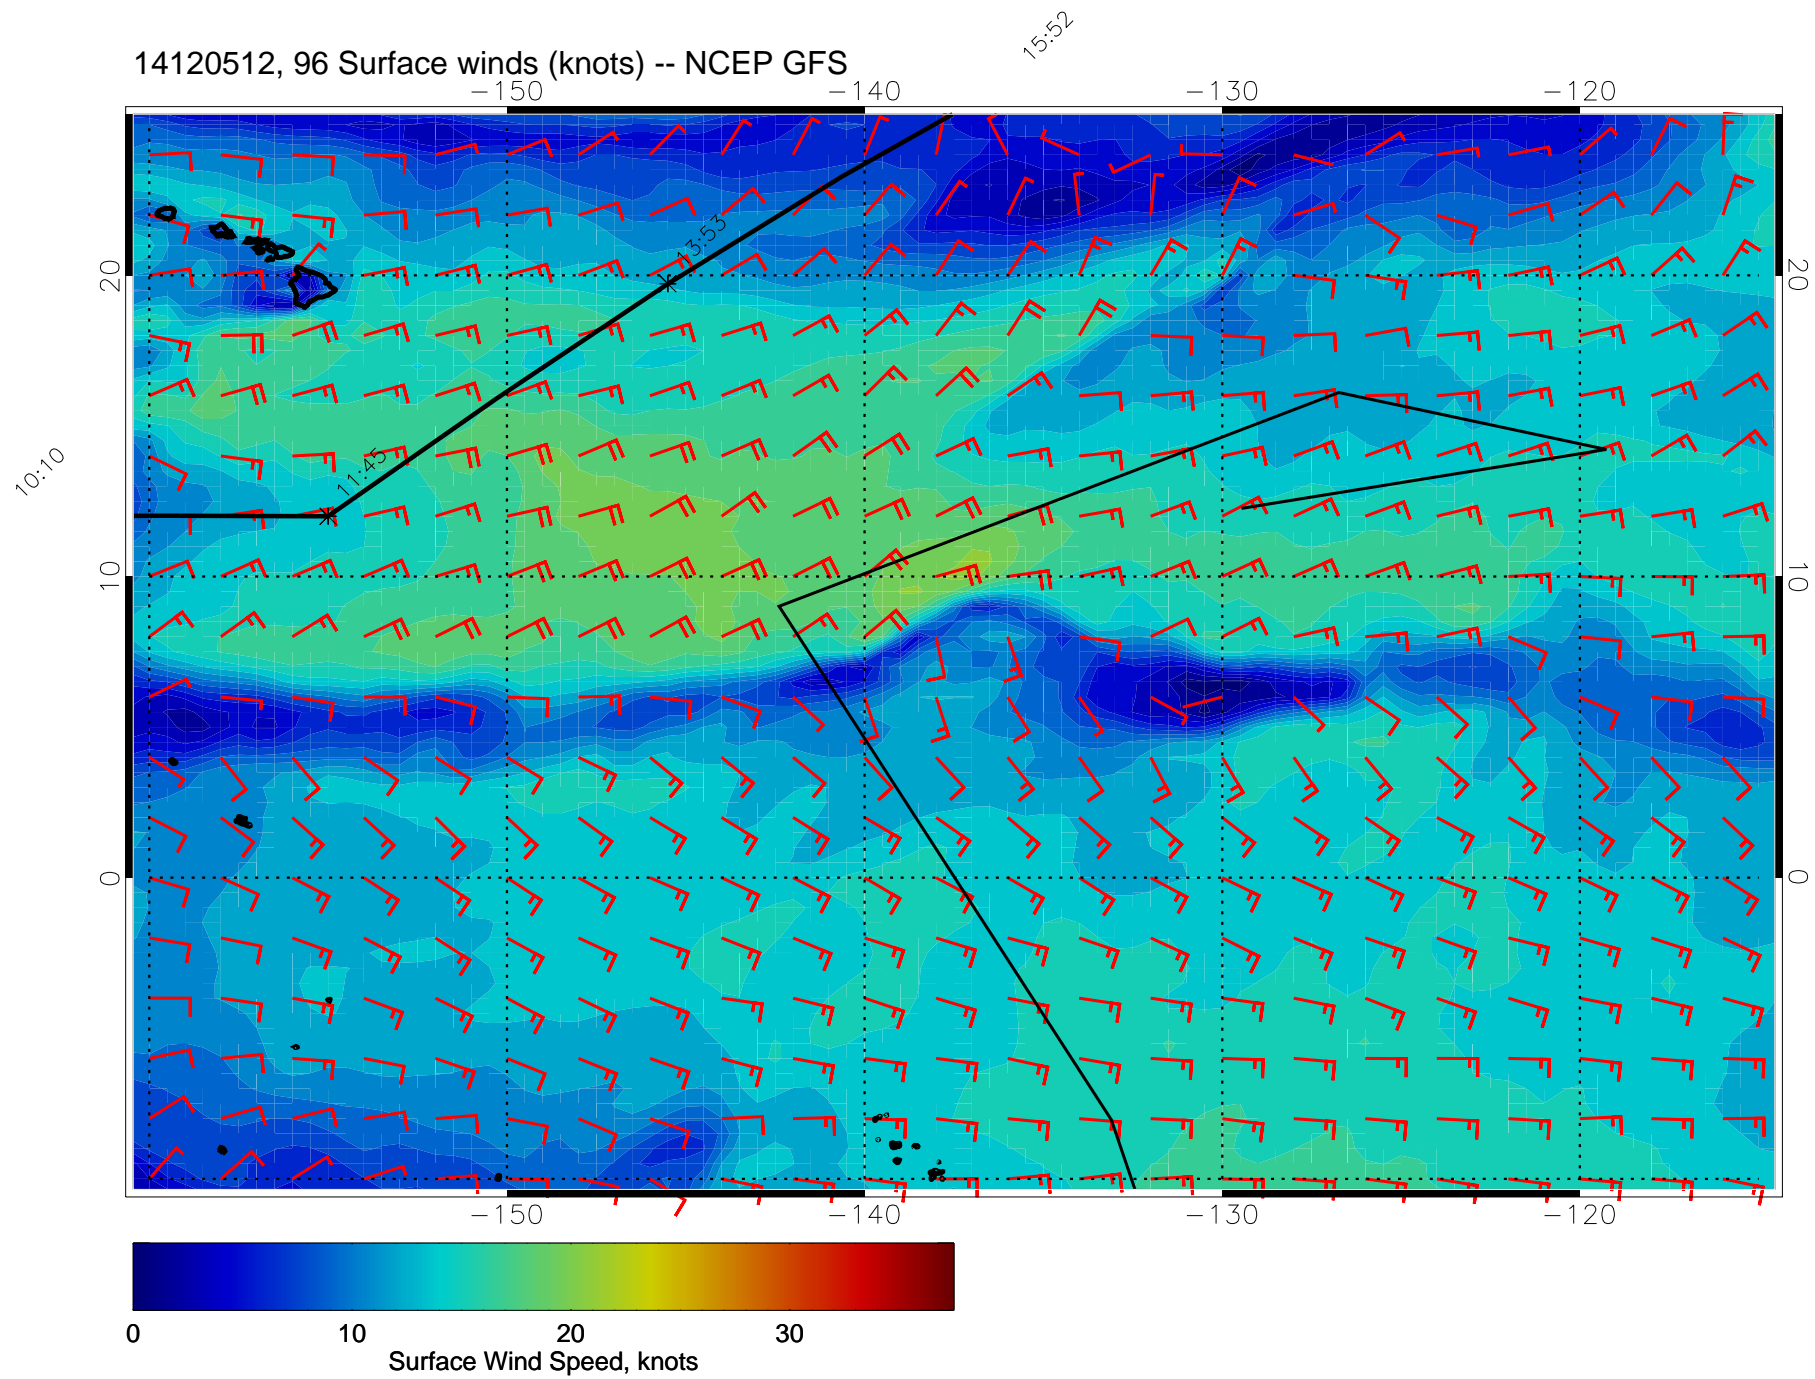 15:52
14120512, 96 Surface winds (knots) -- NCEP GFS
−150 −140 −130 −120
13:53
20 20
11:45
10:10
10 10
0 0
−150 −140 −130 −120
0 10 20 30
Surface Wind Speed, knots